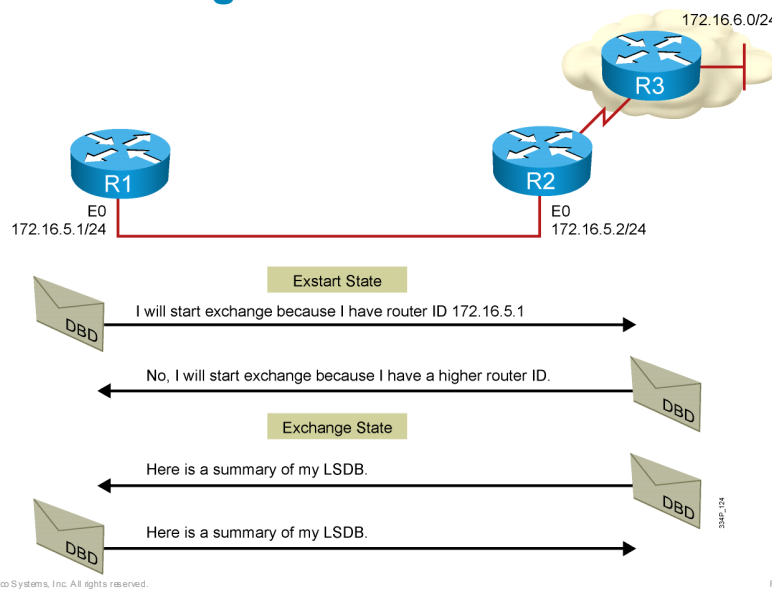 172.16.6.0/24
R3
R1
R2
E0
172.16.5.1/24
E0
172.16.5.2/24
Exstart State
DBD
I will start exchange because I have router ID 172.16.5.1
No, I will start exchange because I have a higher router ID.
DBD
Exchange State
Here is a summary of my LSDB.
DBD
334P_124
Here is a summary of my LSDB.
DBD
co Systems, Inc. All rights reserved.